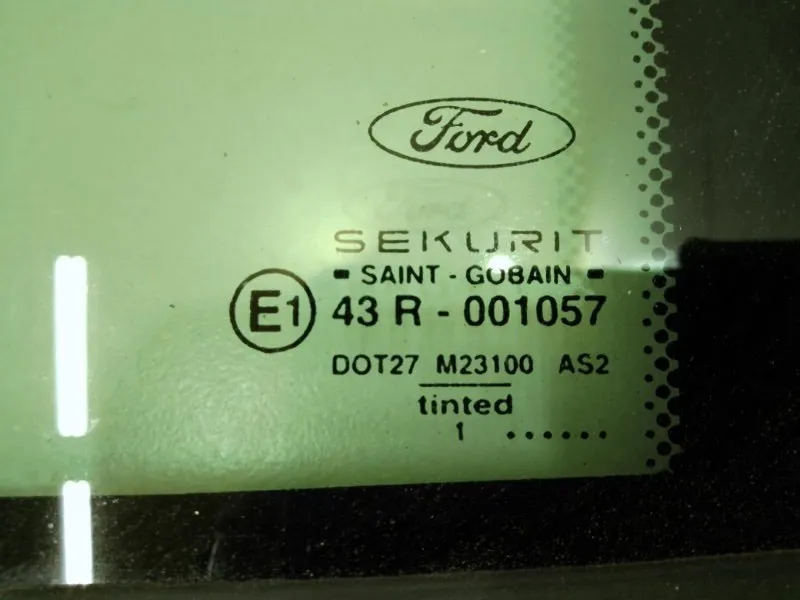 Ford
SEKURIT
- SAINT - GOBAIN -
E1 43 R - 001057
DOT27 M23100 AS2
tinted
1 ......